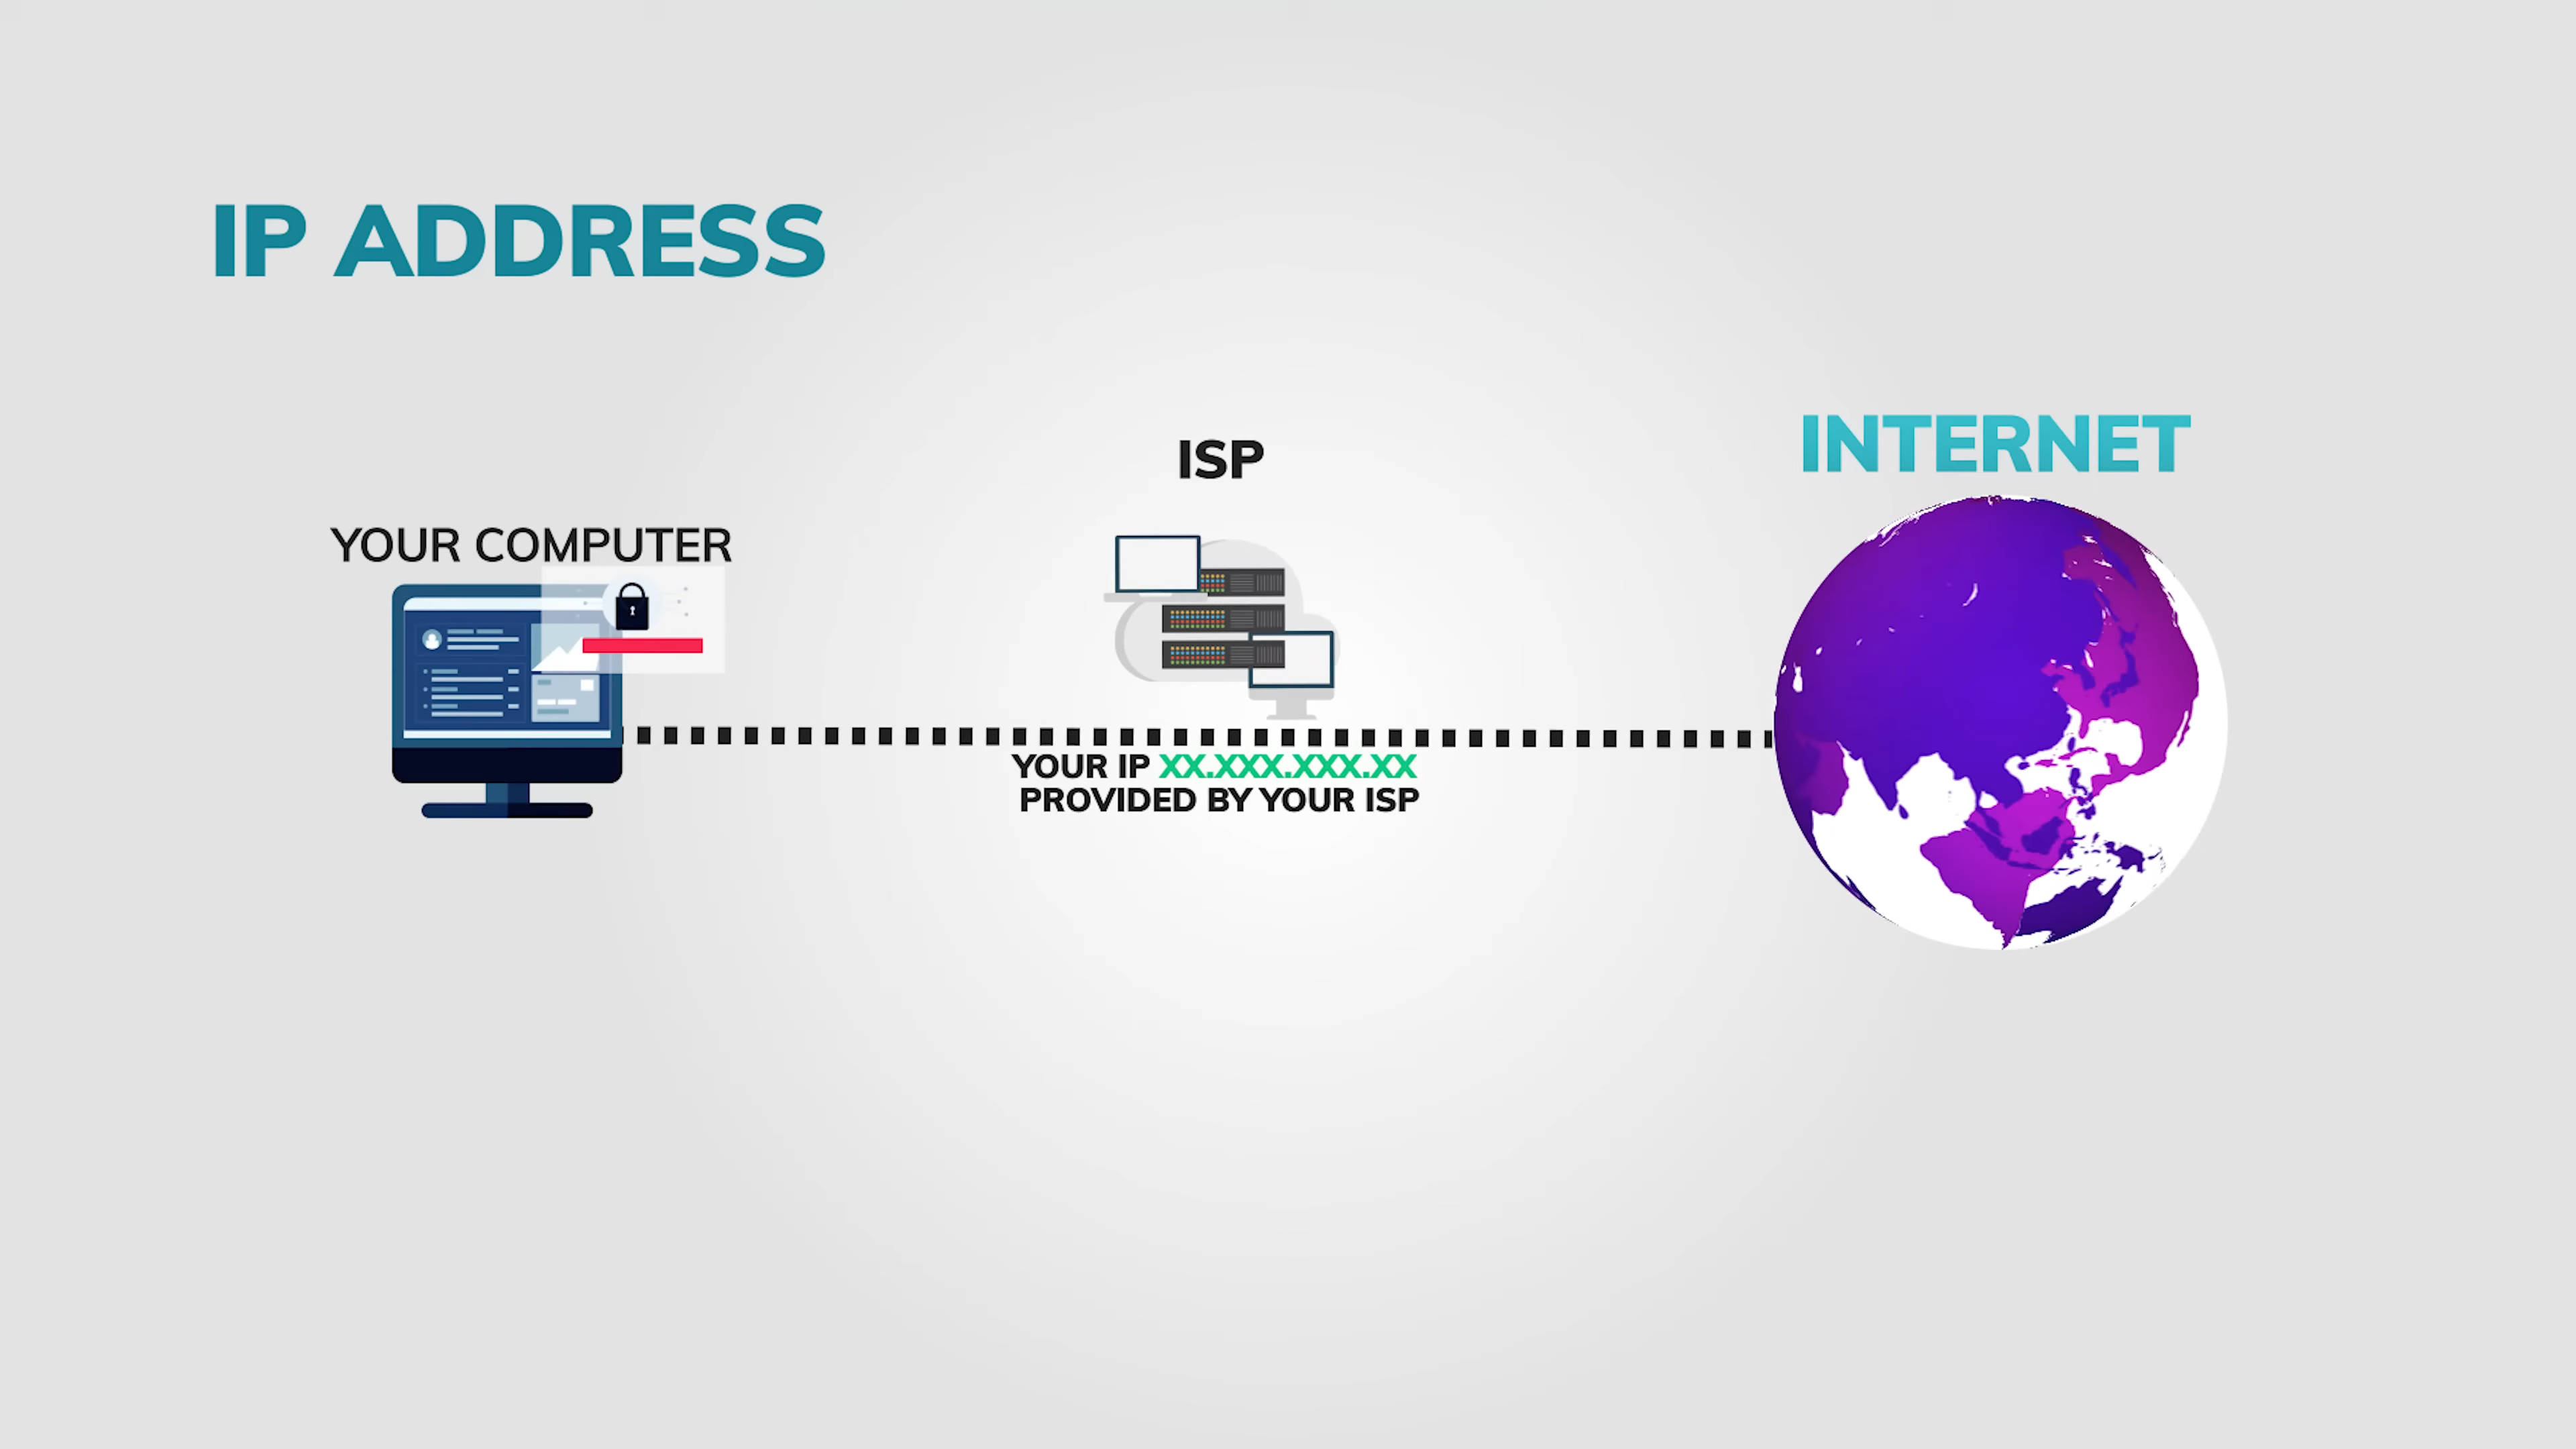 IP ADDRESS
INTERNET
ISP
YOUR COMPUTER
YOUR IP XX.XXX.XXX.XX
PROVIDED BY YOUR ISP